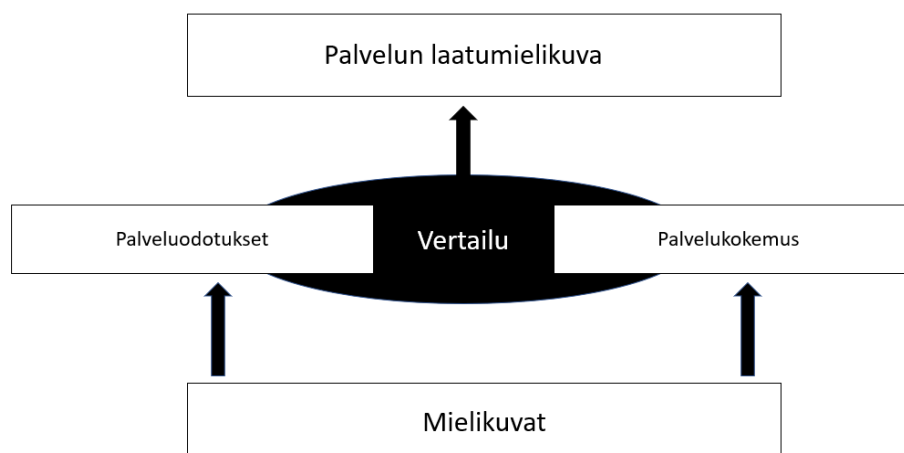 Palvelun laatumielikuva
Palveluodotukset
Vertailu
Palvelukokemus
Mielikuvat